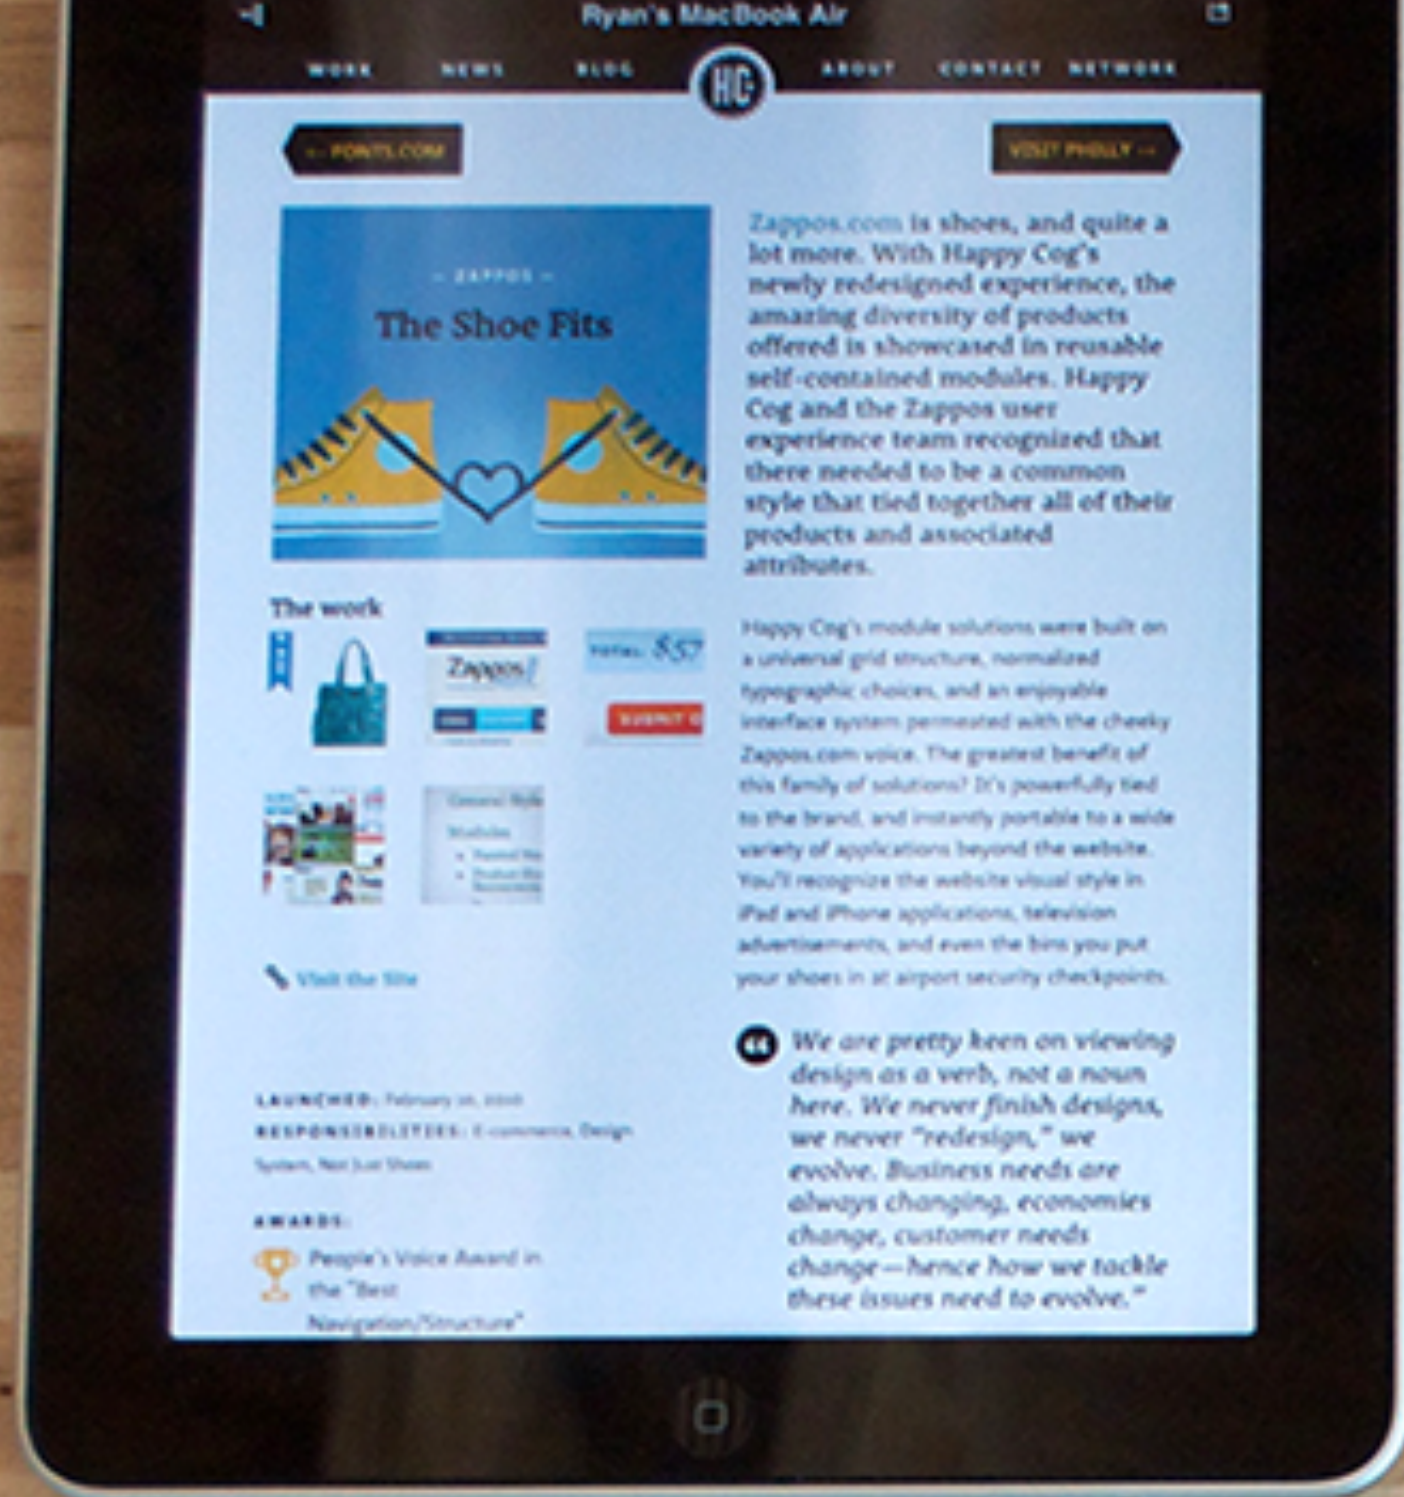 Ryan's MacBook Air
WORK NEWS BLOG HC ABOUT CONTACT NETWORK
← FONTS.COM
VISIT PHILLY →
— ZAPPOS —
The Shoe Fits
The work
Zappos
TOTAL: $57
SUBMIT O
General Style
Modules
Visit the Site
LAUNCHED: February
RESPONSIBILITIES: E-commerce, Design
System, Not Just Shoes
AWARDS:
People's Voice Award in
the "Best
Navigation/Structure"
Zappos.com is shoes, and quite a
lot more. With Happy Cog's
newly redesigned experience, the
amazing diversity of products
offered is showcased in reusable
self-contained modules. Happy
Cog and the Zappos user
experience team recognized that
there needed to be a common
style that tied together all of their
products and associated
attributes.
Happy Cog's module solutions were built on
a universal grid structure, normalized
typographic choices, and an enjoyable
interface system permeated with the cheeky
Zappos.com voice. The greatest benefit of
this family of solutions? It's powerfully tied
to the brand, and instantly portable to a wide
variety of applications beyond the website.
You'll recognize the website visual style in
iPad and iPhone applications, television
advertisements, and even the bins you put
your shoes in at airport security checkpoints.
We are pretty keen on viewing
design as a verb, not a noun
here. We never finish designs,
we never "redesign," we
evolve. Business needs are
always changing, economies
change, customer needs
change—hence how we tackle
these issues need to evolve."